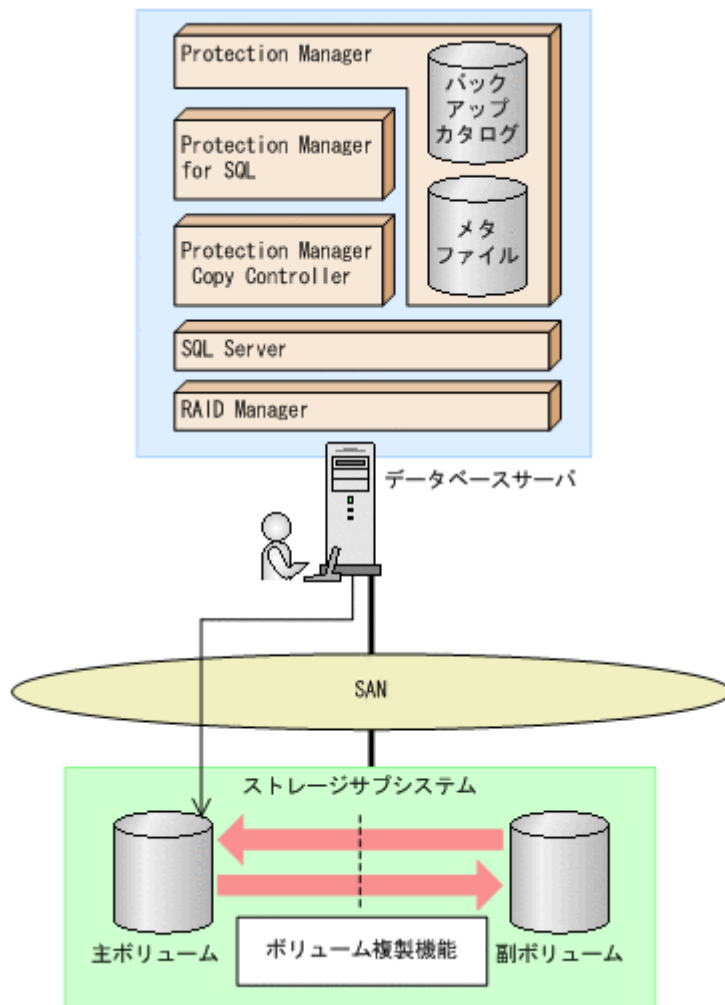 Protection Manager
バック
アップ
カタログ
Protection Manager
for SQL
メタ
ファイル
Protection Manager
Copy Controller
SQL Server
RAID Manager
データベースサーバ
SAN
ストレージサブシステム
主ボリューム
ボリューム複製機能
副ボリューム